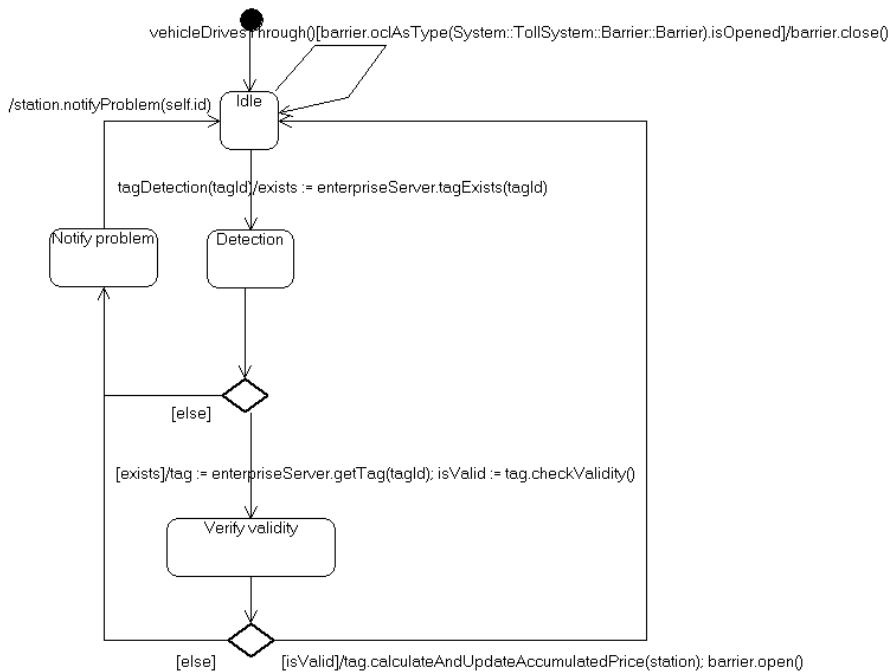 vehicleDrivesThrough()[barrier.oclAsType(System::TollSystem::Barrier::Barrier).isOpened]/barrier.close()
Idle
/station.notifyProblem(self.id)
tagDetection(tagId)/exists := enterpriseServer.tagExists(tagId)
Notify problem
Detection
[else]
[exists]/tag := enterpriseServer.getTag(tagId); isValid := tag.checkValidity()
Verify validity
[else]
[isValid]/tag.calculateAndUpdateAccumulatedPrice(station); barrier.open()